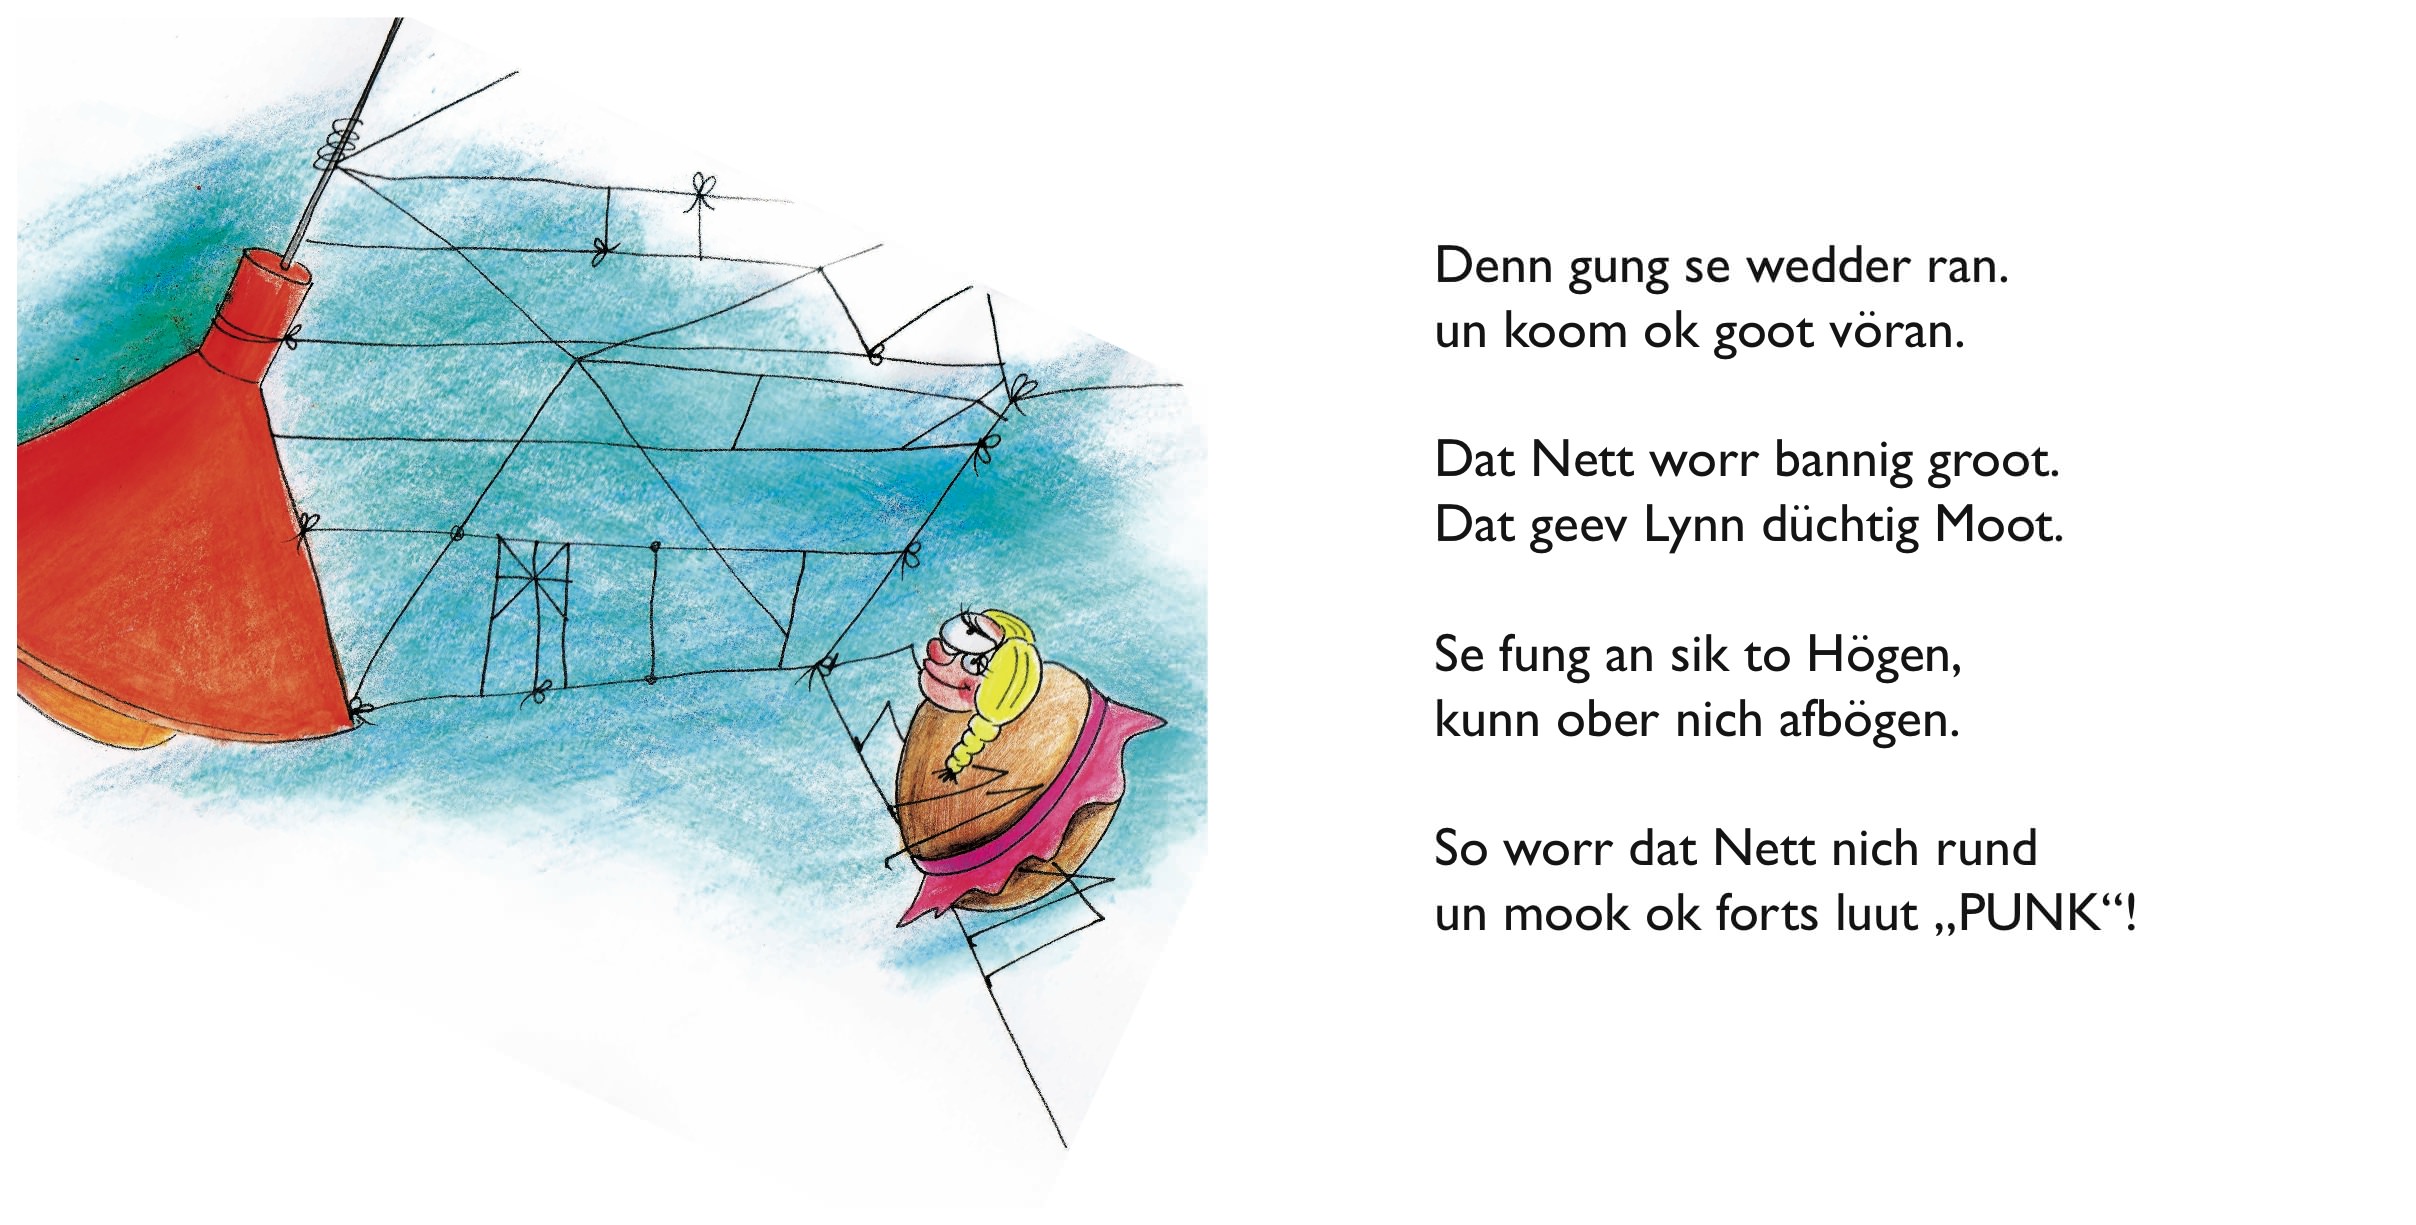 Denn gung se wedder ran.
un koom ok goot vöran.
Dat Nett worr bannig groot.
Dat geev Lynn düchtig Moot.
Se fung an sik to Högen,
kunn ober nich afbögen.
So worr dat Nett nich rund
un mook ok forts luut „PUNK“!